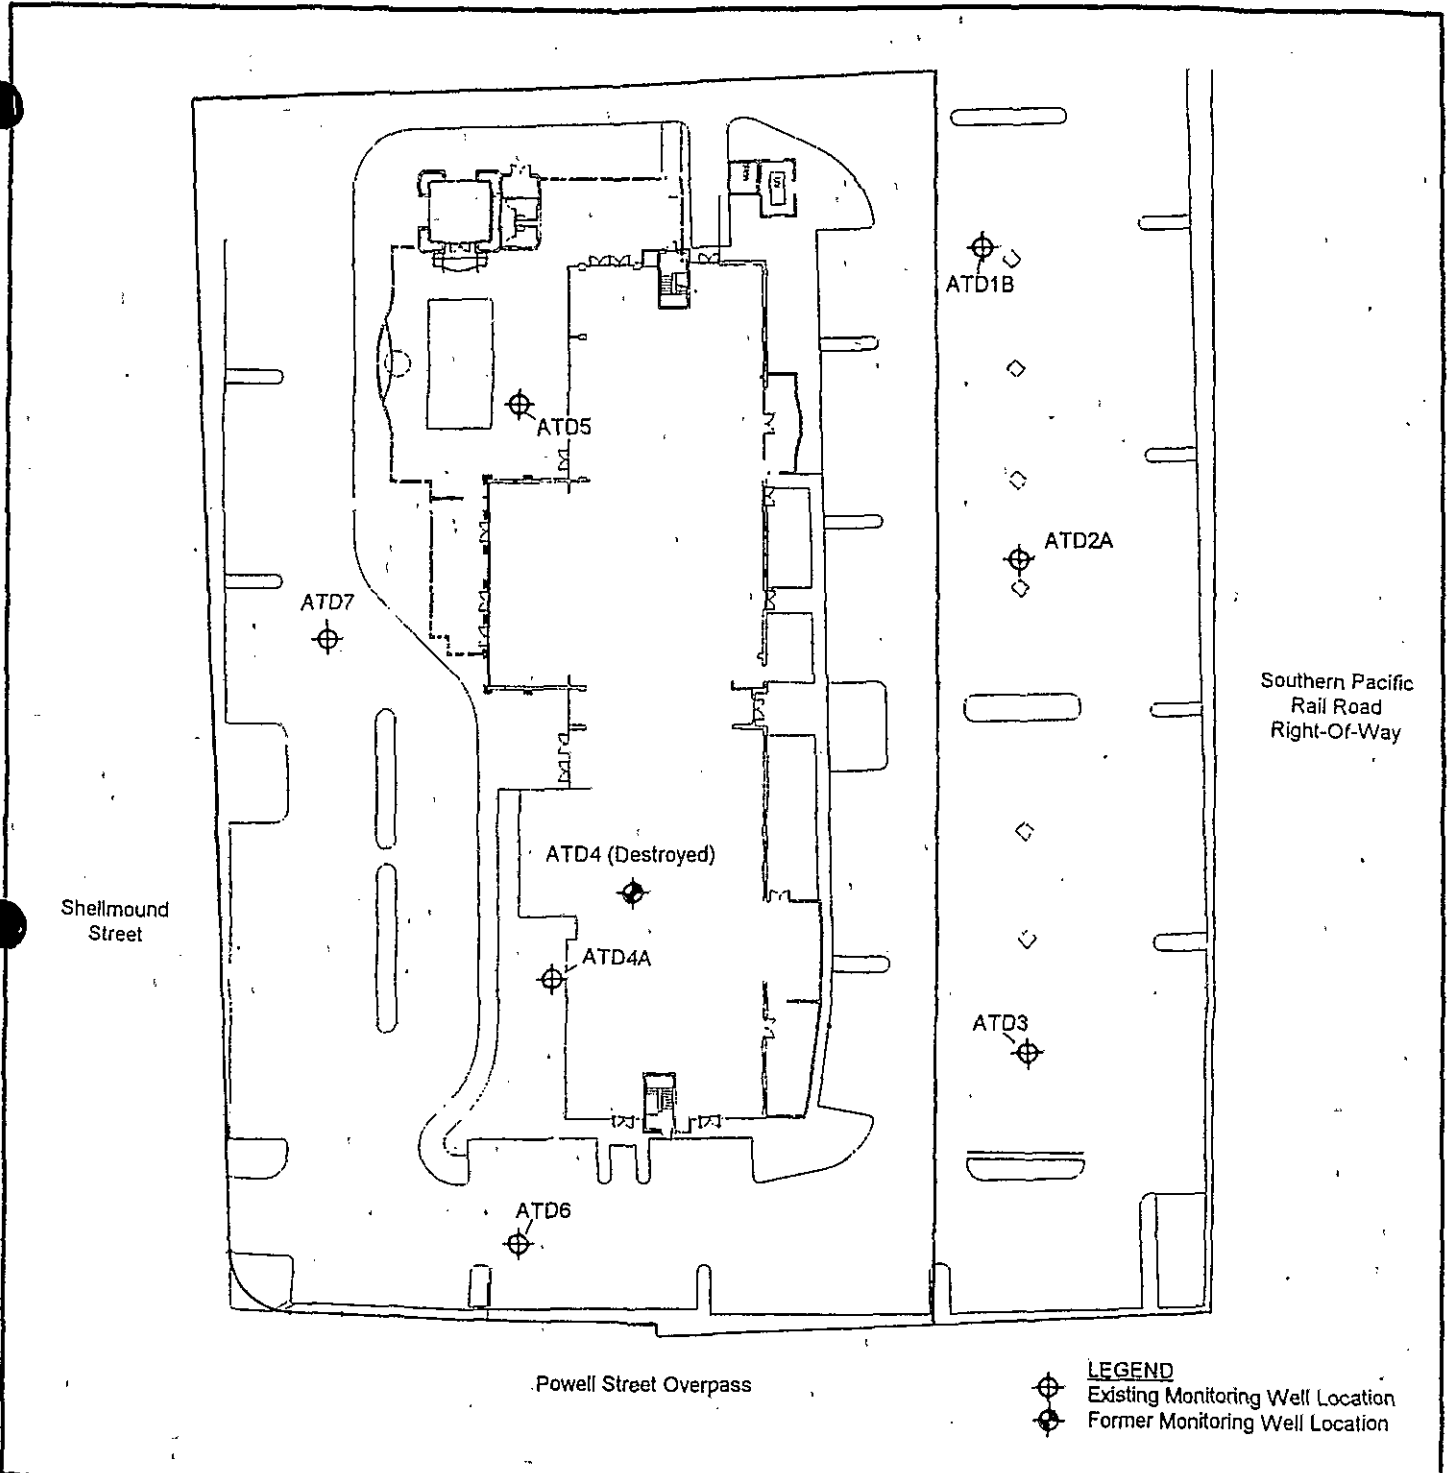 ATD1B
ATD5
ATD2A
ATD7
Southern Pacific
Rail Road
Right-Of-Way
ATD4 (Destroyed)
Shellmound
Street
ATD4A
ATD3
ATD6
Powell Street Overpass
LEGEND
Existing Monitoring Well Location
Former Monitoring Well Location